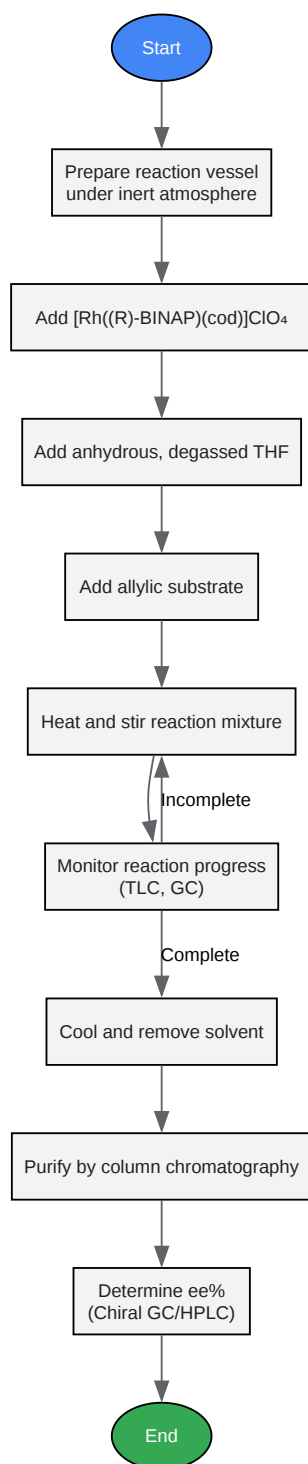 Start
Prepare reaction vessel
under inert atmosphere
Add [Rh((R)-BINAP)(cod)]ClO₄
Add anhydrous, degassed THF
Add allylic substrate
Heat and stir reaction mixture
Incomplete
Monitor reaction progress
(TLC, GC)
Complete
Cool and remove solvent
Purify by column chromatography
Determine ee%
(Chiral GC/HPLC)
End